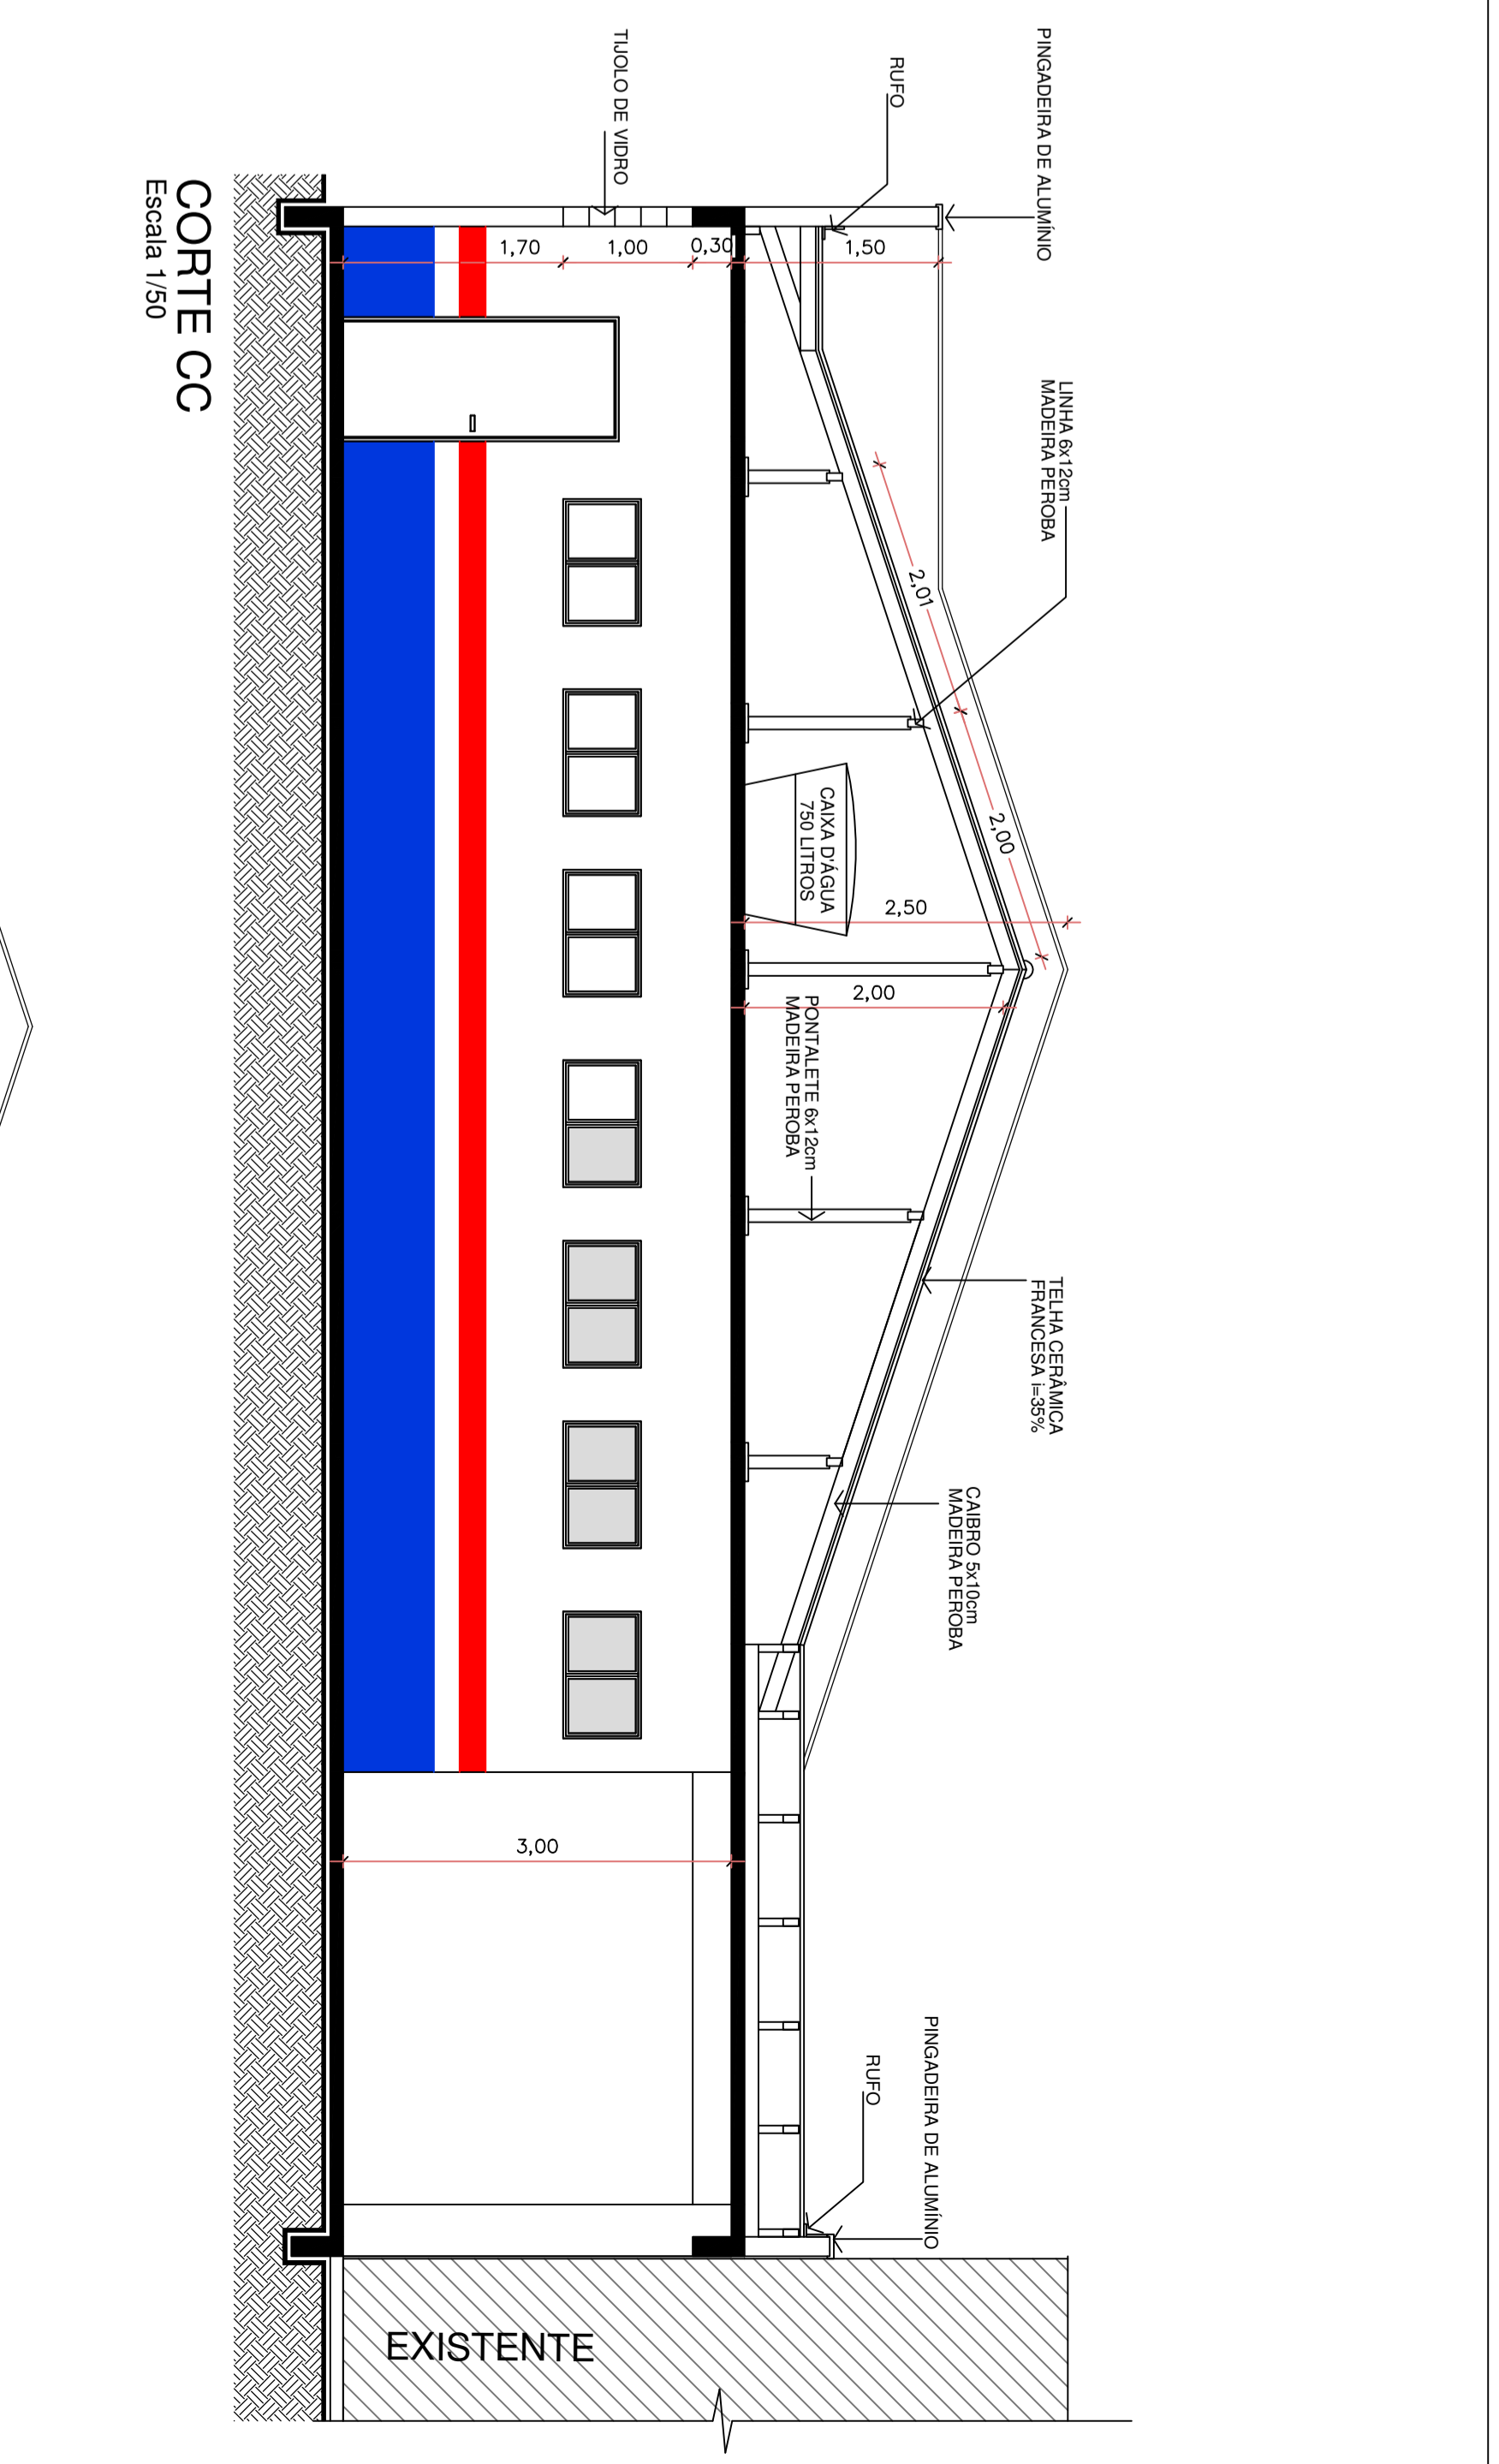 PINGADEIRA DE ALUMÍNIO
RUFO
TIJOLO DE VIDRO
LINHA 6x12cm
MADEIRA PEROBA
TELHA CERÂMICA
FRANCESA i=35%
CAIBRO 5x10cm
MADEIRA PEROBA
PINGADEIRA DE ALUMÍNIO
RUFO
2,01
2,00
2,50
2,00
CAIXA D'ÁGUA
750 LITROS
PONTALETE 6x12cm
MADEIRA PEROBA
1,50
0,30
1,00
1,70
3,00
EXISTENTE
CORTE CC
Escala 1/50